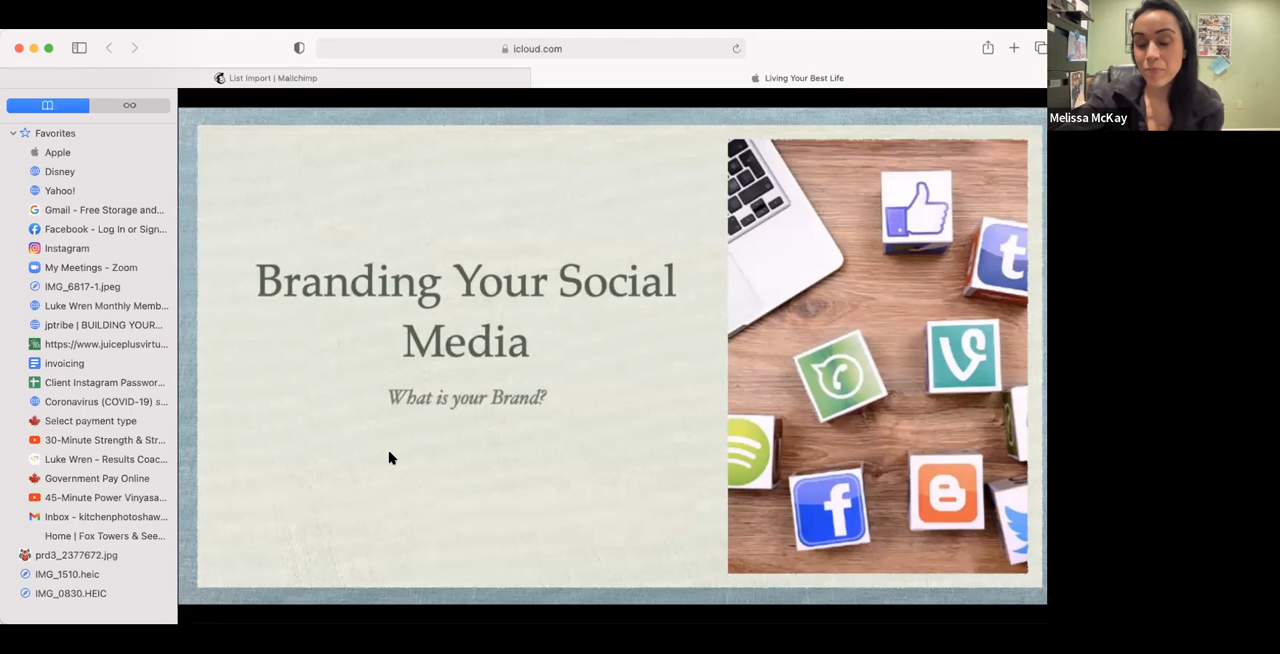 icloud.com
List Import | Mailchimp
Living Your Best Life
Favorites
Apple
Disney
Yahoo!
Gmail - Free Storage and...
Facebook - Log In or Sign...
Instagram
My Meetings - Zoom
IMG_6817-1.jpeg
Luke Wren Monthly Memb...
jptribe | BUILDING YOUR...
https://www.juiceplusvirtu...
invoicing
Client Instagram Passwor...
Coronavirus (COVID-19) s...
Select payment type
30-Minute Strength & Str...
Luke Wren - Results Coac...
Government Pay Online
45-Minute Power Vinyasa...
Inbox - kitchenphotoshaw...
Home | Fox Towers & See...
prd3_2377672.jpg
IMG_1510.heic
IMG_0830.HEIC
Branding Your Social
Media
What is your Brand?
Melissa McKay